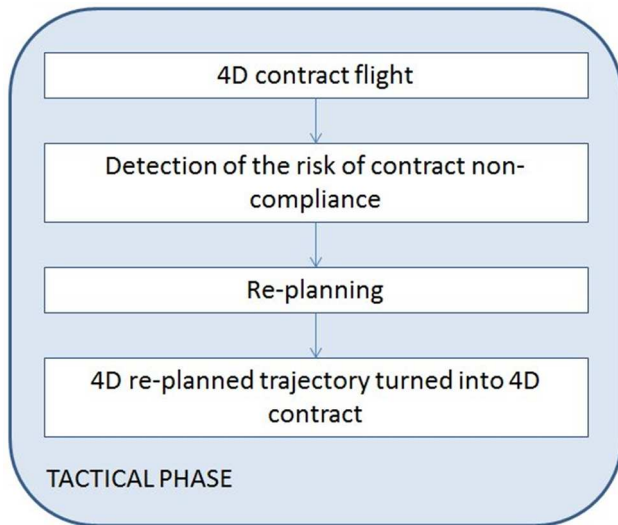 4D contract flight
Detection of the risk of contract non-
compliance
Re-planning
4D re-planned trajectory turned into 4D
contract
TACTICAL PHASE